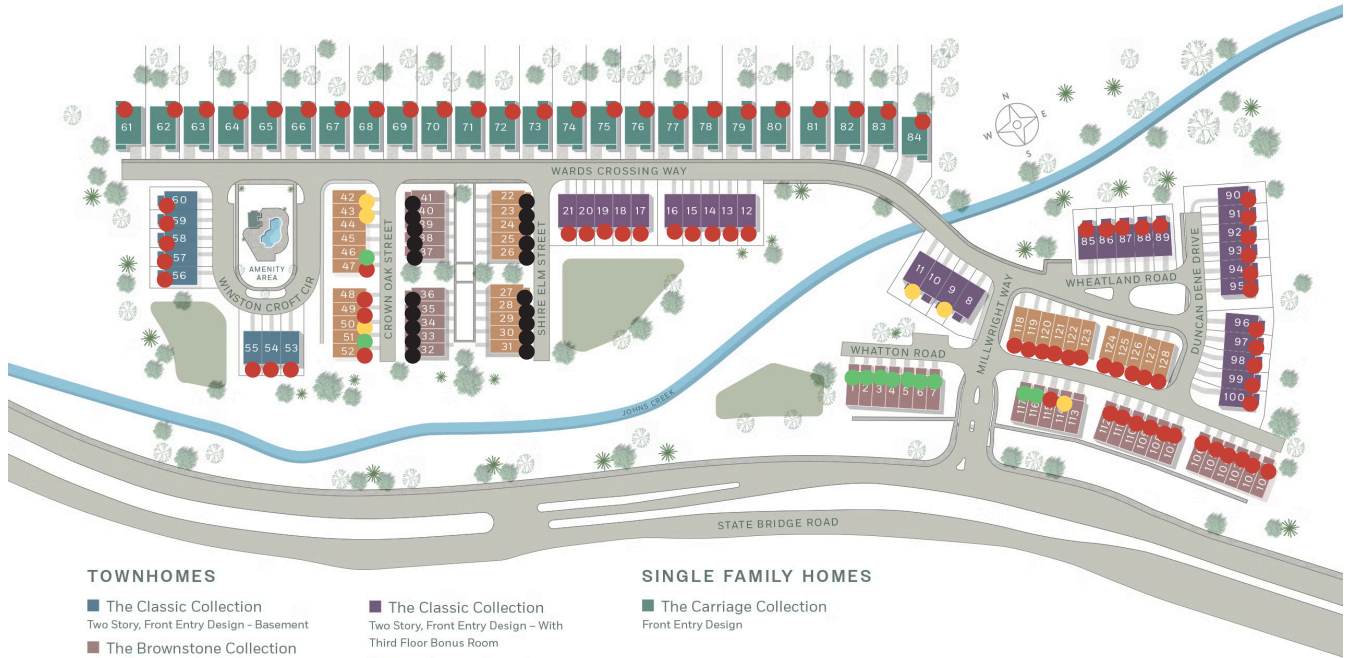 N
E
W
S
61 62 63 64 65 66 67 68 69 70 71 72 73 74 75 76 77 78 79 80 81 82 83 84
WARDS CROSSING WAY
60
59
58
57
56
AMENITY
AREA
WINSTON CROFT CIR
55 54 53
42
43
44
45
46
47
48
49
50
51
52
CROWN OAK STREET
41
40
39
38
37
36
35
34
33
32
22
23
24
25
26
27
28
29
30
31
SHIRE ELM STREET
21 20 19 18 17
16 15 14 13 12
11 10 9 8
85 86 87 88 89
WHEATLAND ROAD
90
91
92
93
94
95
96
97
98
99
100
DUNCAN DENE DRIVE
MILLWRIGHT WAY
118 119 120 121 122 123
124 125 126 127 128
WHATTON ROAD
1 2 3 4 5 6 7
116 113
112
JOHNS CREEK
STATE BRIDGE ROAD
TOWNHOMES
The Classic Collection
Two Story, Front Entry Design - Basement
The Brownstone Collection
The Classic Collection
Two Story, Front Entry Design – With
Third Floor Bonus Room
SINGLE FAMILY HOMES
The Carriage Collection
Front Entry Design